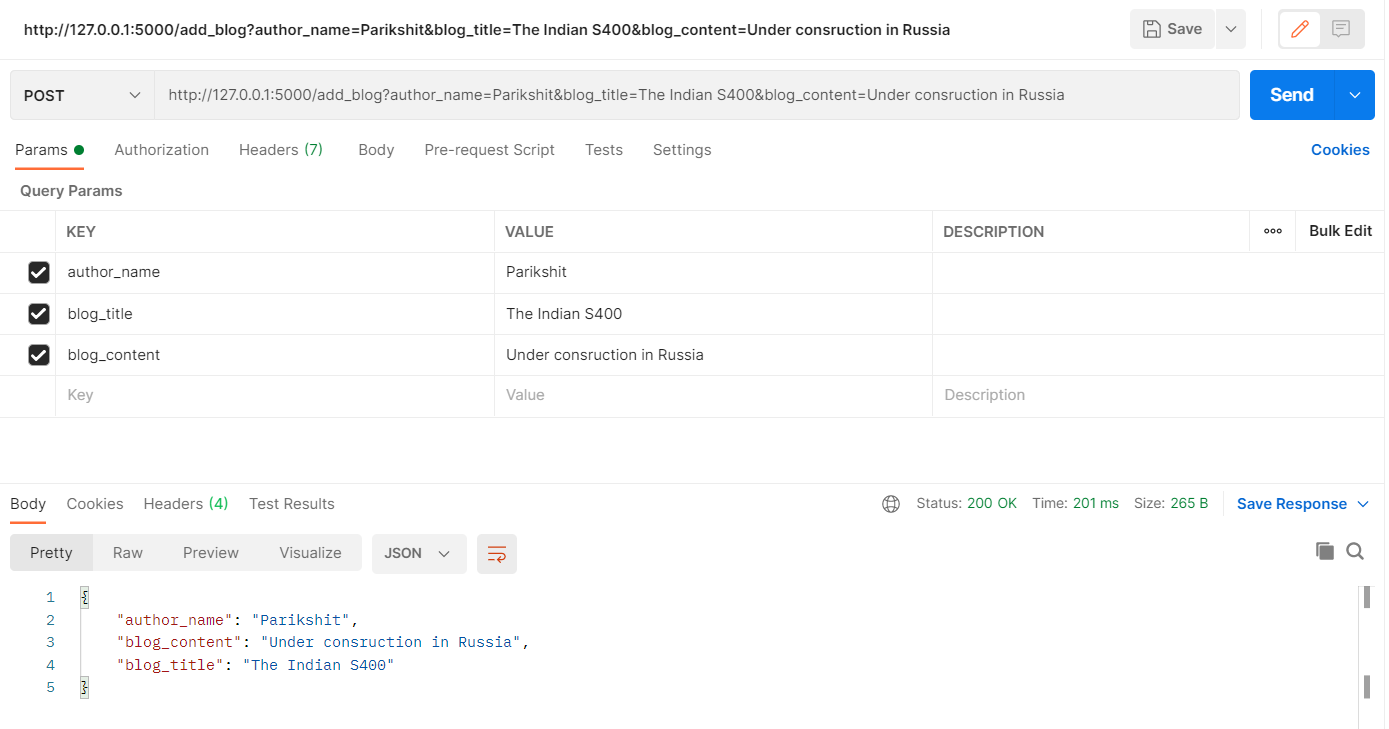 http://127.0.0.1:5000/add_blog?author_name=Parikshit&blog_title=The Indian S400&blog_content=Under consruction in Russia
Save
POST
http://127.0.0.1:5000/add_blog?author_name=Parikshit&blog_title=The Indian S400&blog_content=Under consruction in Russia
Send
Params Authorization Headers (7) Body Pre-request Script Tests Settings Cookies
Query Params
KEY VALUE DESCRIPTION ooo Bulk Edit
author_name Parikshit
blog_title The Indian S400
blog_content Under consruction in Russia
Key Value Description
Body Cookies Headers (4) Test Results Status: 200 OK Time: 201 ms Size: 265 B Save Response
Pretty Raw Preview Visualize JSON
1 {
2 "author_name": "Parikshit",
3 "blog_content": "Under consruction in Russia",
4 "blog_title": "The Indian S400"
5 }